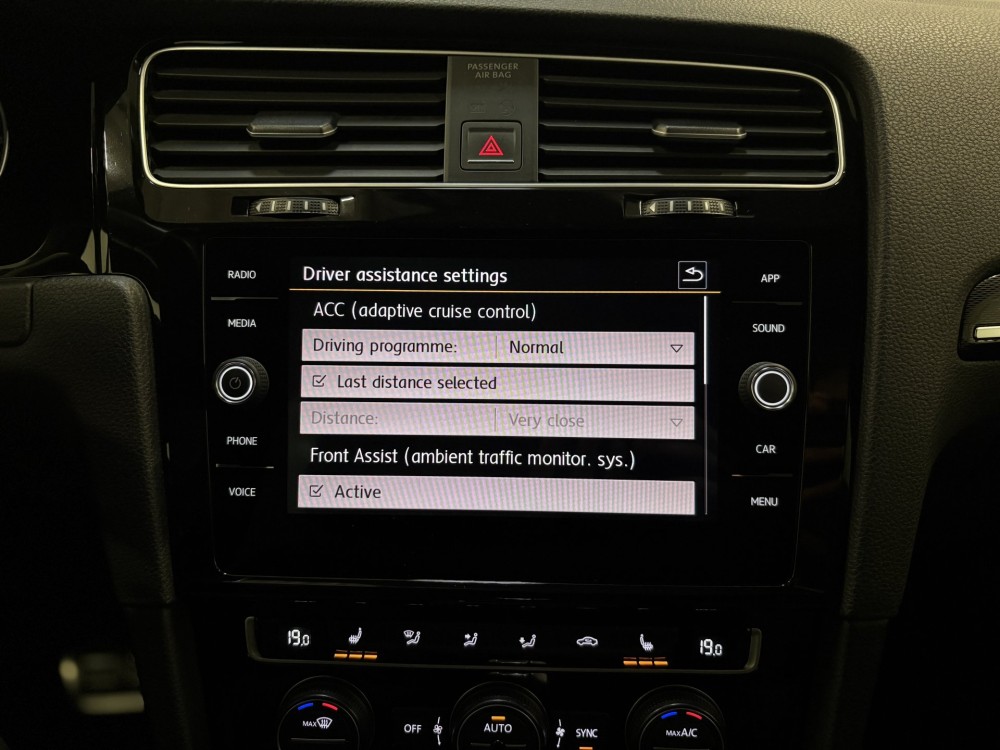 PASSENGER
AIR BAG
RADIO
MEDIA
PHONE
VOICE
Driver assistance settings
ACC (adaptive cruise control)
Driving programme: Normal
Last distance selected
Distance: Very close
Front Assist (ambient traffic monitor. sys.)
Active
APP
SOUND
CAR
MENU
19.0
19.0
MAX
OFF
AUTO
SYNC
MAX A/C